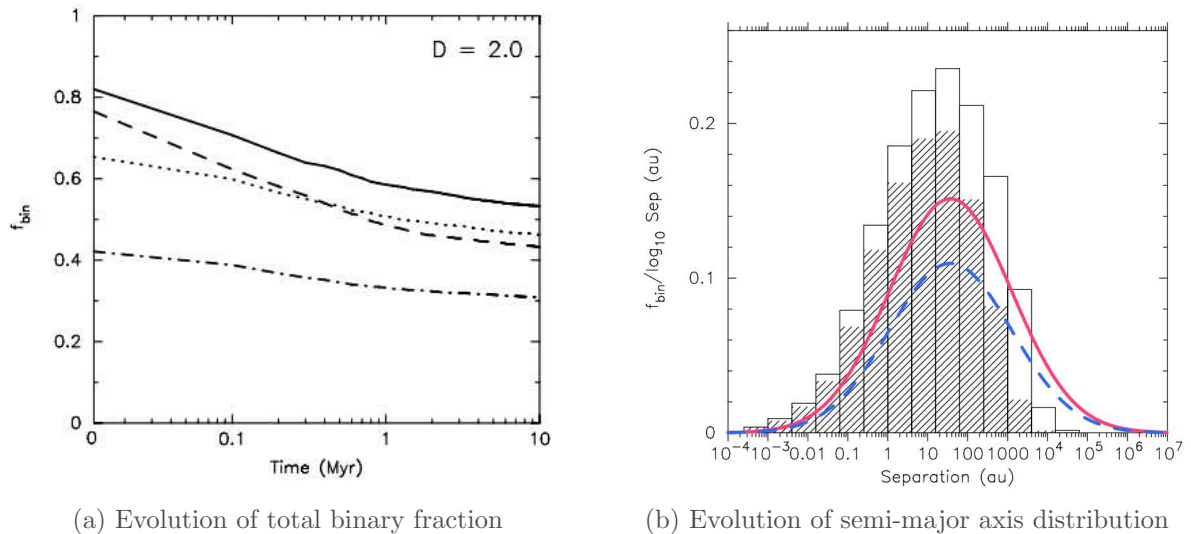 1
0.8
0.6
0.4
0.2
0
f_bin
D = 2.0
0 0.1 1 10
Time (Myr)
(a) Evolution of total binary fraction
0.2
0.1
0
f_bin/log_10 Sep (au)
10^-4 10^-3 0.01 0.1 1 10 100 1000 10^4 10^5 10^6 10^7
Separation (au)
(b) Evolution of semi-major axis distribution